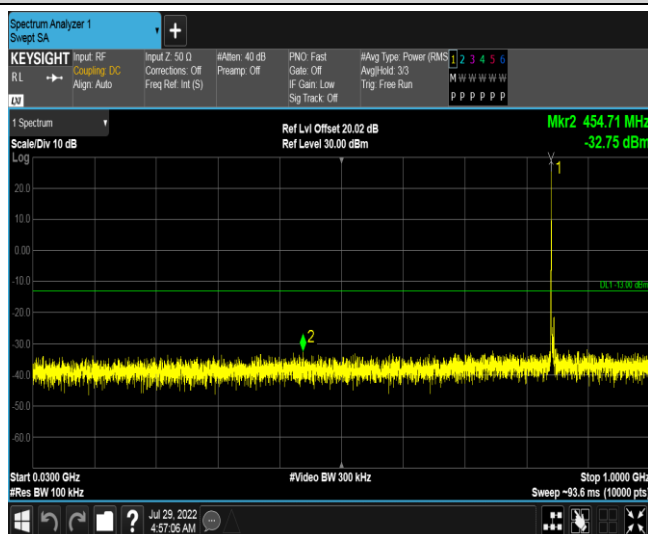 Spectrum Analyzer 1
Swept SA
KEYSIGHT
RL
LXI
Input: RF
Coupling: DC
Align: Auto
Input Z: 50 Ω
Corrections: Off
Freq Ref: Int (S)
#Atten: 40 dB
Preamp: Off
PNO: Fast
Gate: Off
IF Gain: Low
Sig Track: Off
#Avg Type: Power (RMS
Avg|Hold: 3/3
Trig: Free Run
1 2 3 4 5 6
M W W W W W
P P P P P P
1 Spectrum
Scale/Div 10 dB
Ref Lvl Offset 20.02 dB
Ref Level 30.00 dBm
Mkr2 454.71 MHz
-32.75 dBm
Log
1
20.0
10.0
0.00
-10.0
DL1 -13.00 dBm
-20.0
2
-30.0
-40.0
-50.0
-60.0
Start 0.0300 GHz
#Video BW 300 kHz
Stop 1.0000 GHz
#Res BW 100 kHz
Sweep ~93.6 ms (10000 pts)
?
Jul 29, 2022
4:57:06 AM